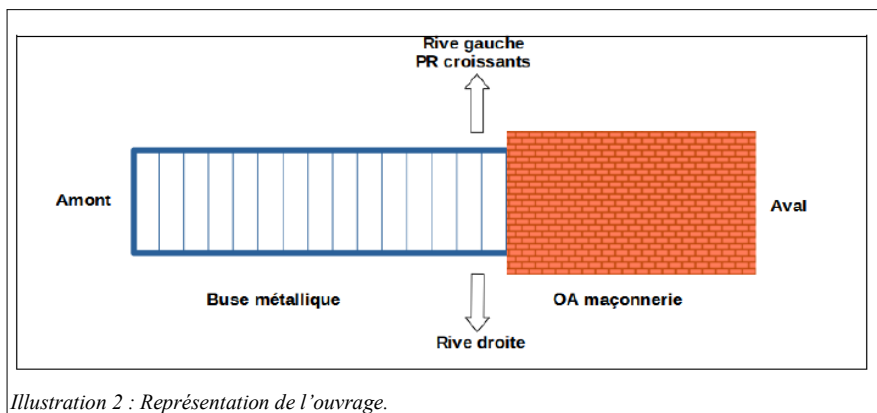 Rive gauche
PR croissants
Amont
Aval
Buse métallique
OA maçonnerie
Rive droite
Illustration 2 : Représentation de l'ouvrage.